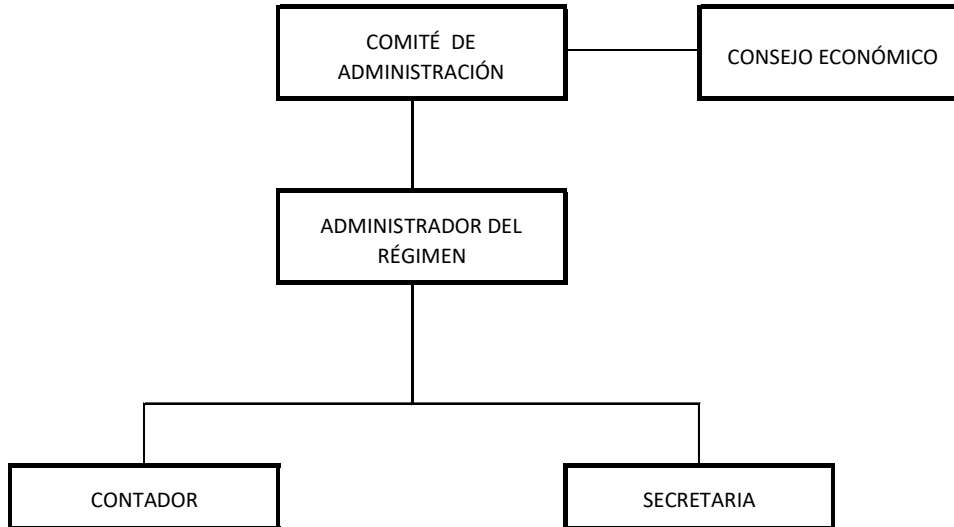 COMITÉ DE
ADMINISTRACIÓN
CONSEJO ECONÓMICO
ADMINISTRADOR DEL
RÉGIMEN
CONTADOR
SECRETARIA